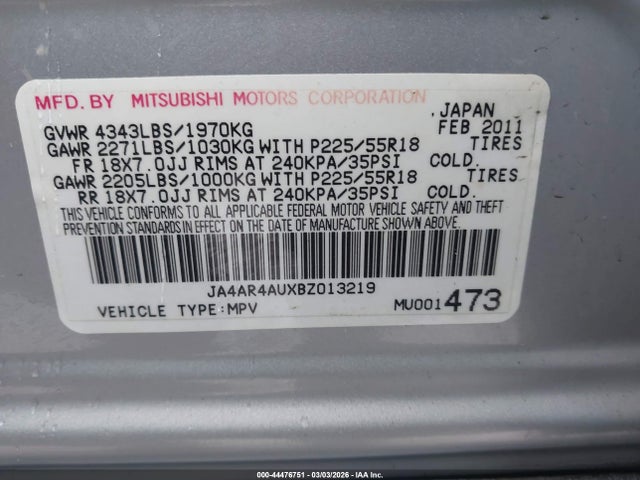 MFD. BY MITSUBISHI MOTORS CORPORATION
JAPAN
GVWR 4343LBS/1970KG FEB 2011
GAWR 2271LBS/1030KG WITH P225/55R18 TIRES
FR 18X7.0JJ RIMS AT 240KPA/35PSI COLD.
GAWR 2205LBS/1000KG WITH P225/55R18 TIRES
RR 18X7.0JJ RIMS AT 240KPA/35PSI COLD.
THIS VEHICLE CONFORMS TO ALL APPLICABLE FEDERAL MOTOR VEHICLE SAFETY AND THEFT
PREVENTION STANDARDS IN EFFECT ON THE DATE OF MANUFACTURE SHOWN ABOVE.
JA4AR4AUXBZ013219
VEHICLE TYPE:MPV MU001473
000-44476751 - 03/03/2026 - IAA Inc.